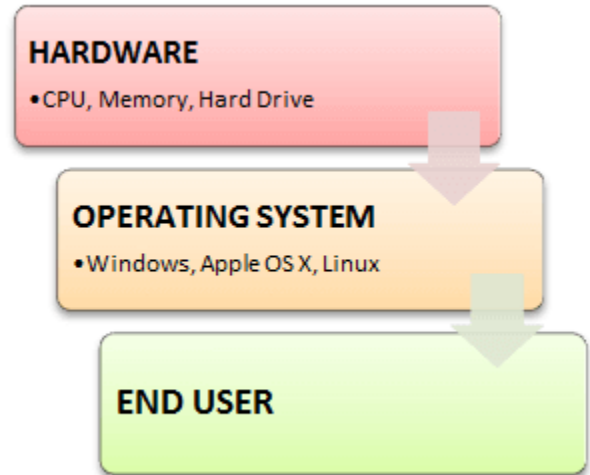 HARDWARE
•CPU, Memory, Hard Drive
OPERATING SYSTEM
•Windows, Apple OS X, Linux
END USER